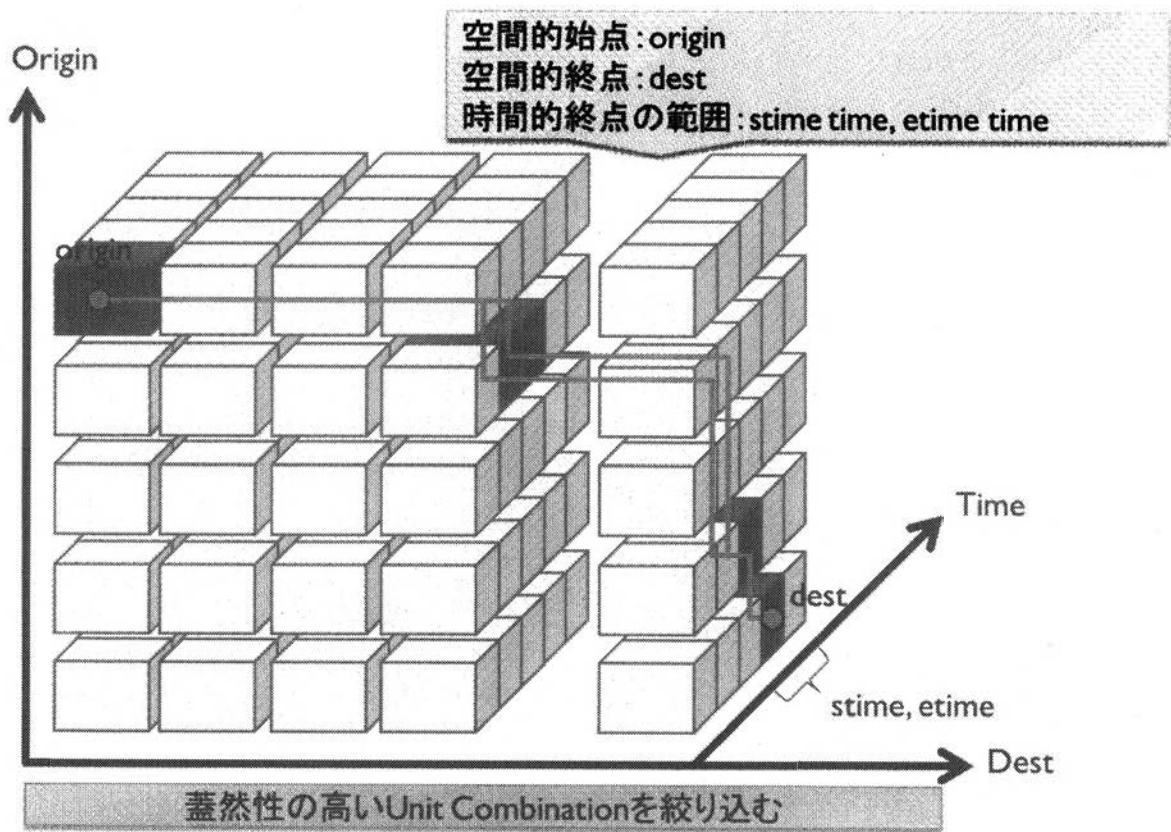 空間的始点:origin
空間的終点:dest
時間的終点の範囲:stime time, etime time
Origin
origin
Time
dest
stime, etime
Dest
蓋然性の高いUnit Combinationを絞り込む